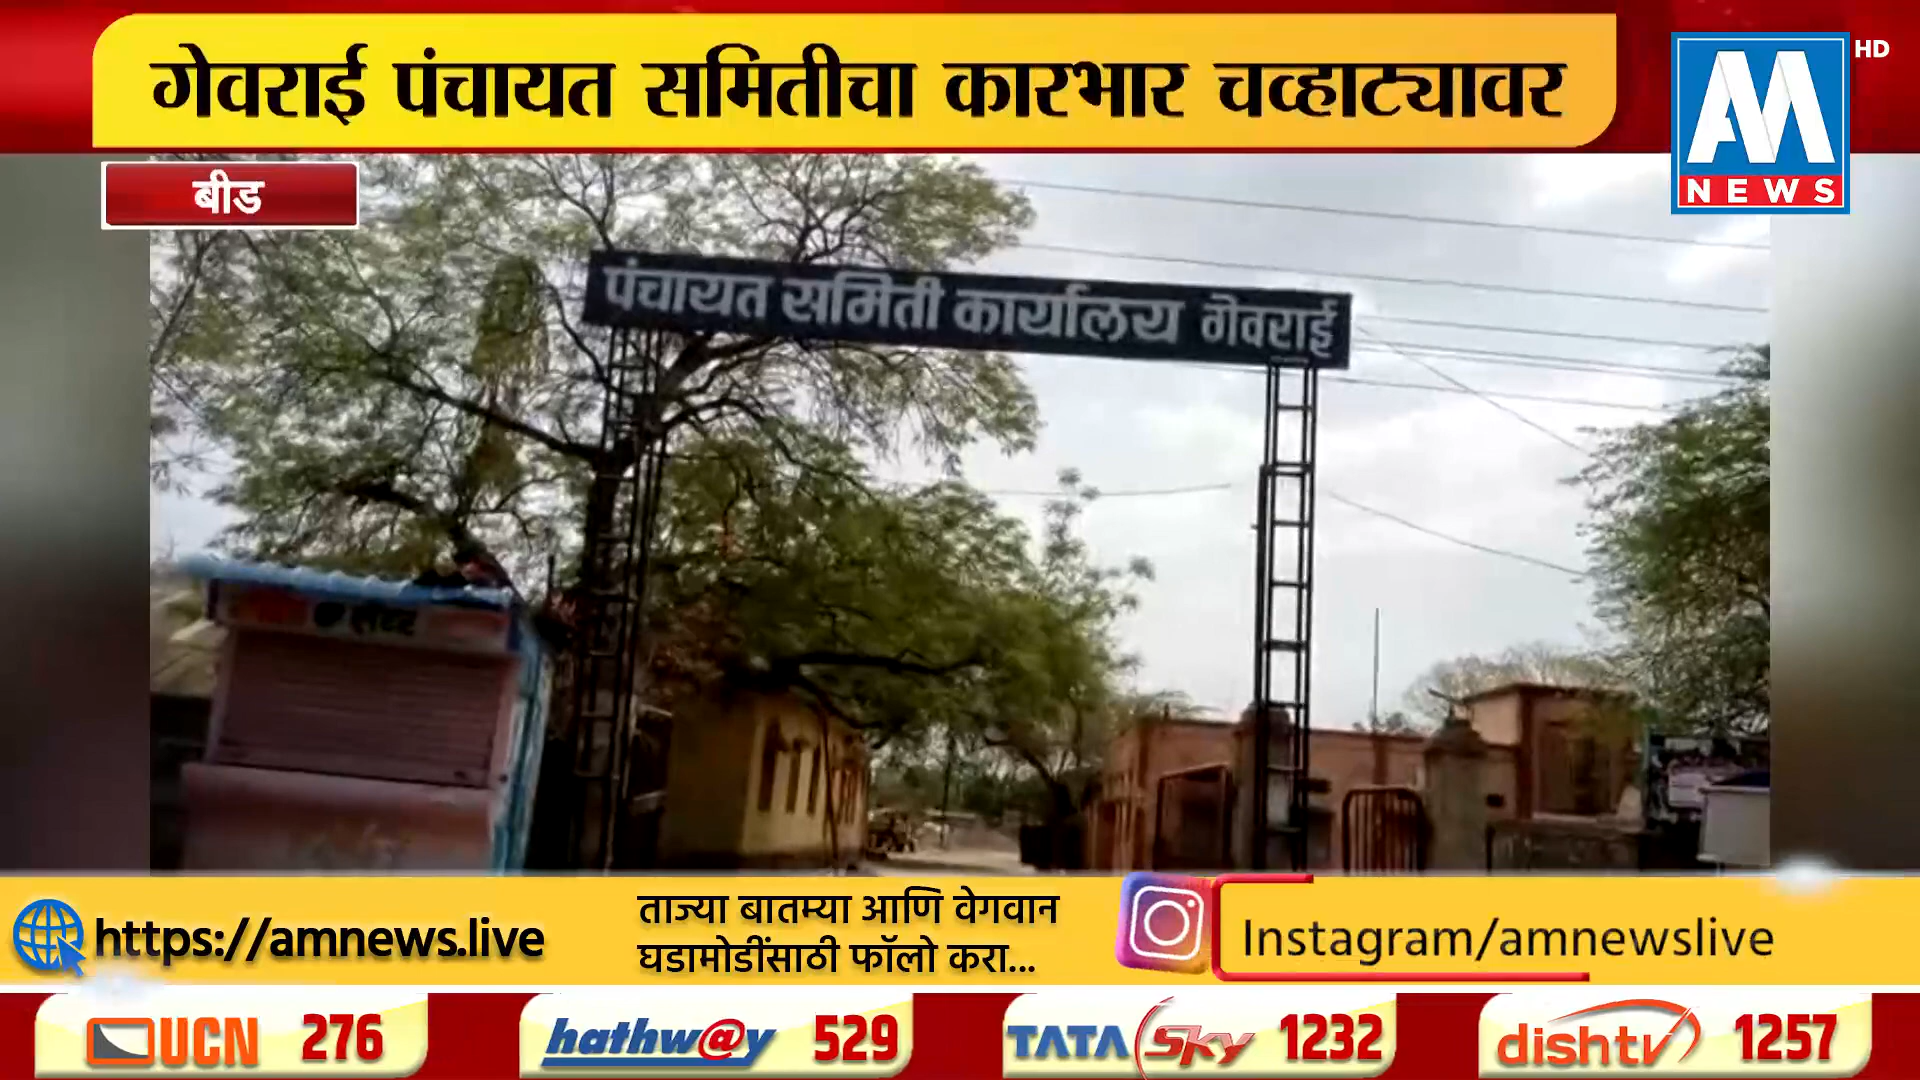 गेवराई पंचायत समितीचा कारभार चव्हाट्यावर
AM
NEWS
HD
बीड
पंचायत समिती कार्यालय गेवराई
https://amnews.live
ताज्या बातम्या आणि वेगवान
घडामोडींसाठी फॉलो करा...
Instagram/amnewslive
UCN 276
hathw@y 529
TATA Sky 1232
dishtv 1257